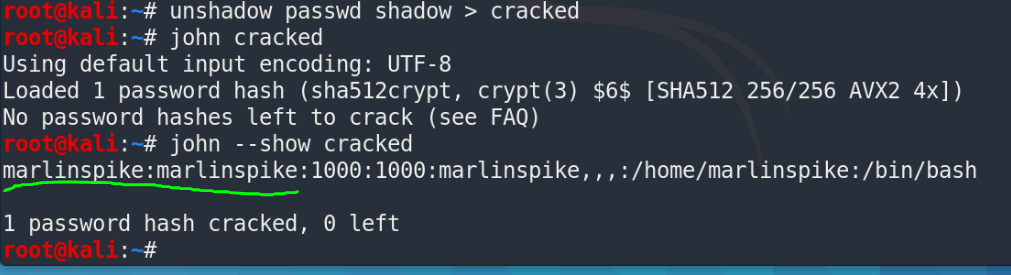 root@kali:~# unshadow passwd shadow > cracked
root@kali:~# john cracked
Using default input encoding: UTF-8
Loaded 1 password hash (sha512crypt, crypt(3) $6$ [SHA512 256/256 AVX2 4x])
No password hashes left to crack (see FAQ)
root@kali:~# john --show cracked
marlinspike:marlinspike:1000:1000:marlinspike,,,:/home/marlinspike:/bin/bash
1 password hash cracked, 0 left
root@kali:~#